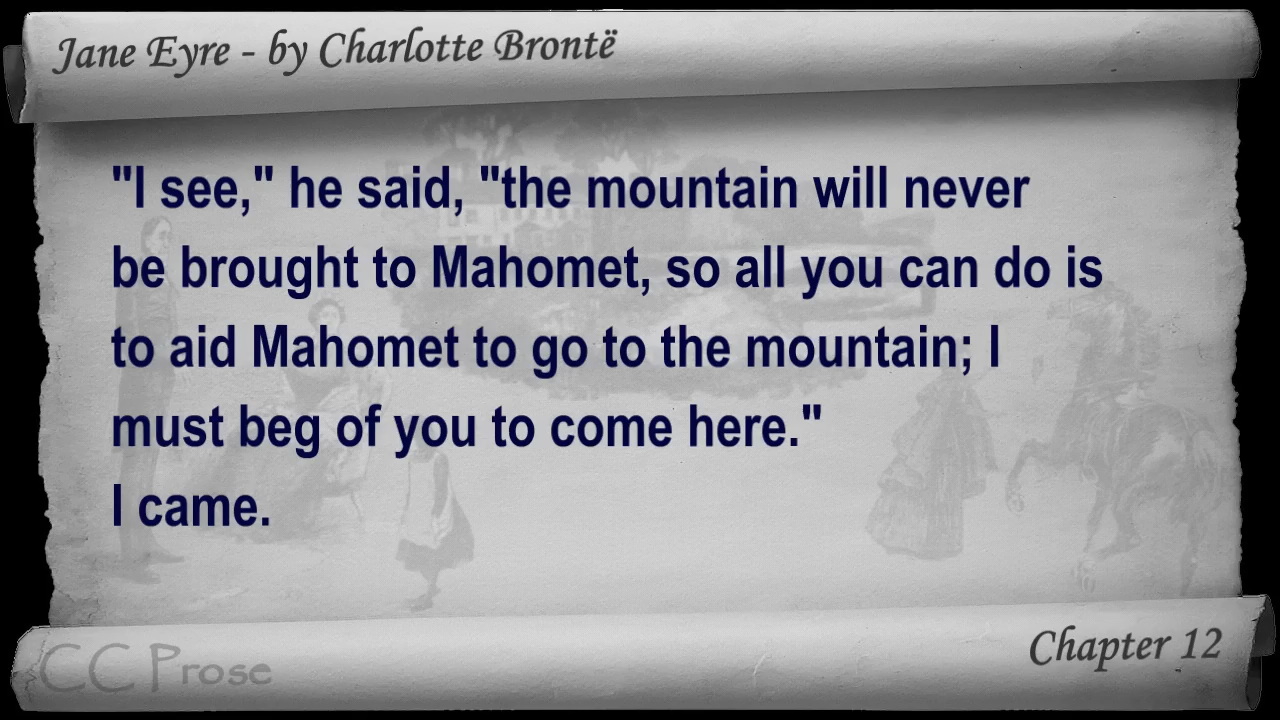 Jane Eyre - by Charlotte Brontë
"I see," he said, "the mountain will never
be brought to Mahomet, so all you can do is
to aid Mahomet to go to the mountain; I
must beg of you to come here."
I came.
Chapter 12
CC Prose